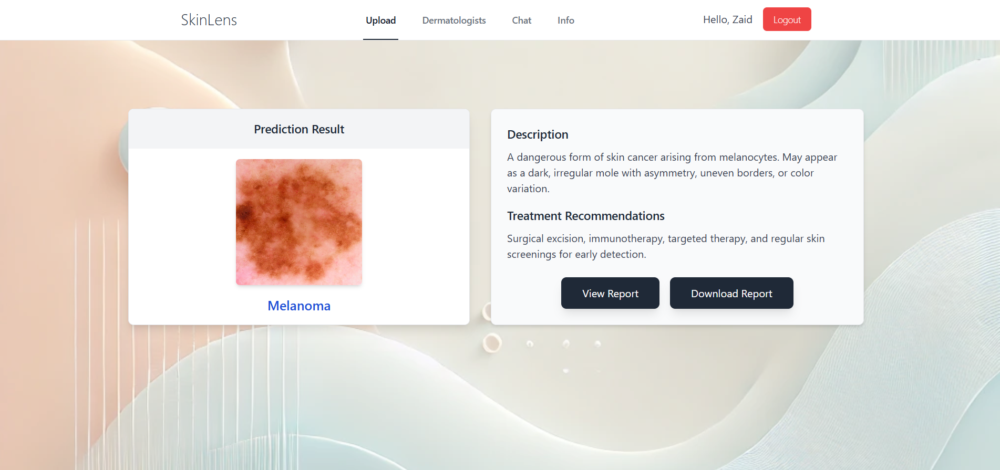 SkinLens
Upload
Dermatologists
Chat
Info
Hello, Zaid
Logout
Prediction Result
Melanoma
Description
A dangerous form of skin cancer arising from melanocytes. May appear
as a dark, irregular mole with asymmetry, uneven borders, or color
variation.
Treatment Recommendations
Surgical excision, immunotherapy, targeted therapy, and regular skin
screenings for early detection.
View Report
Download Report